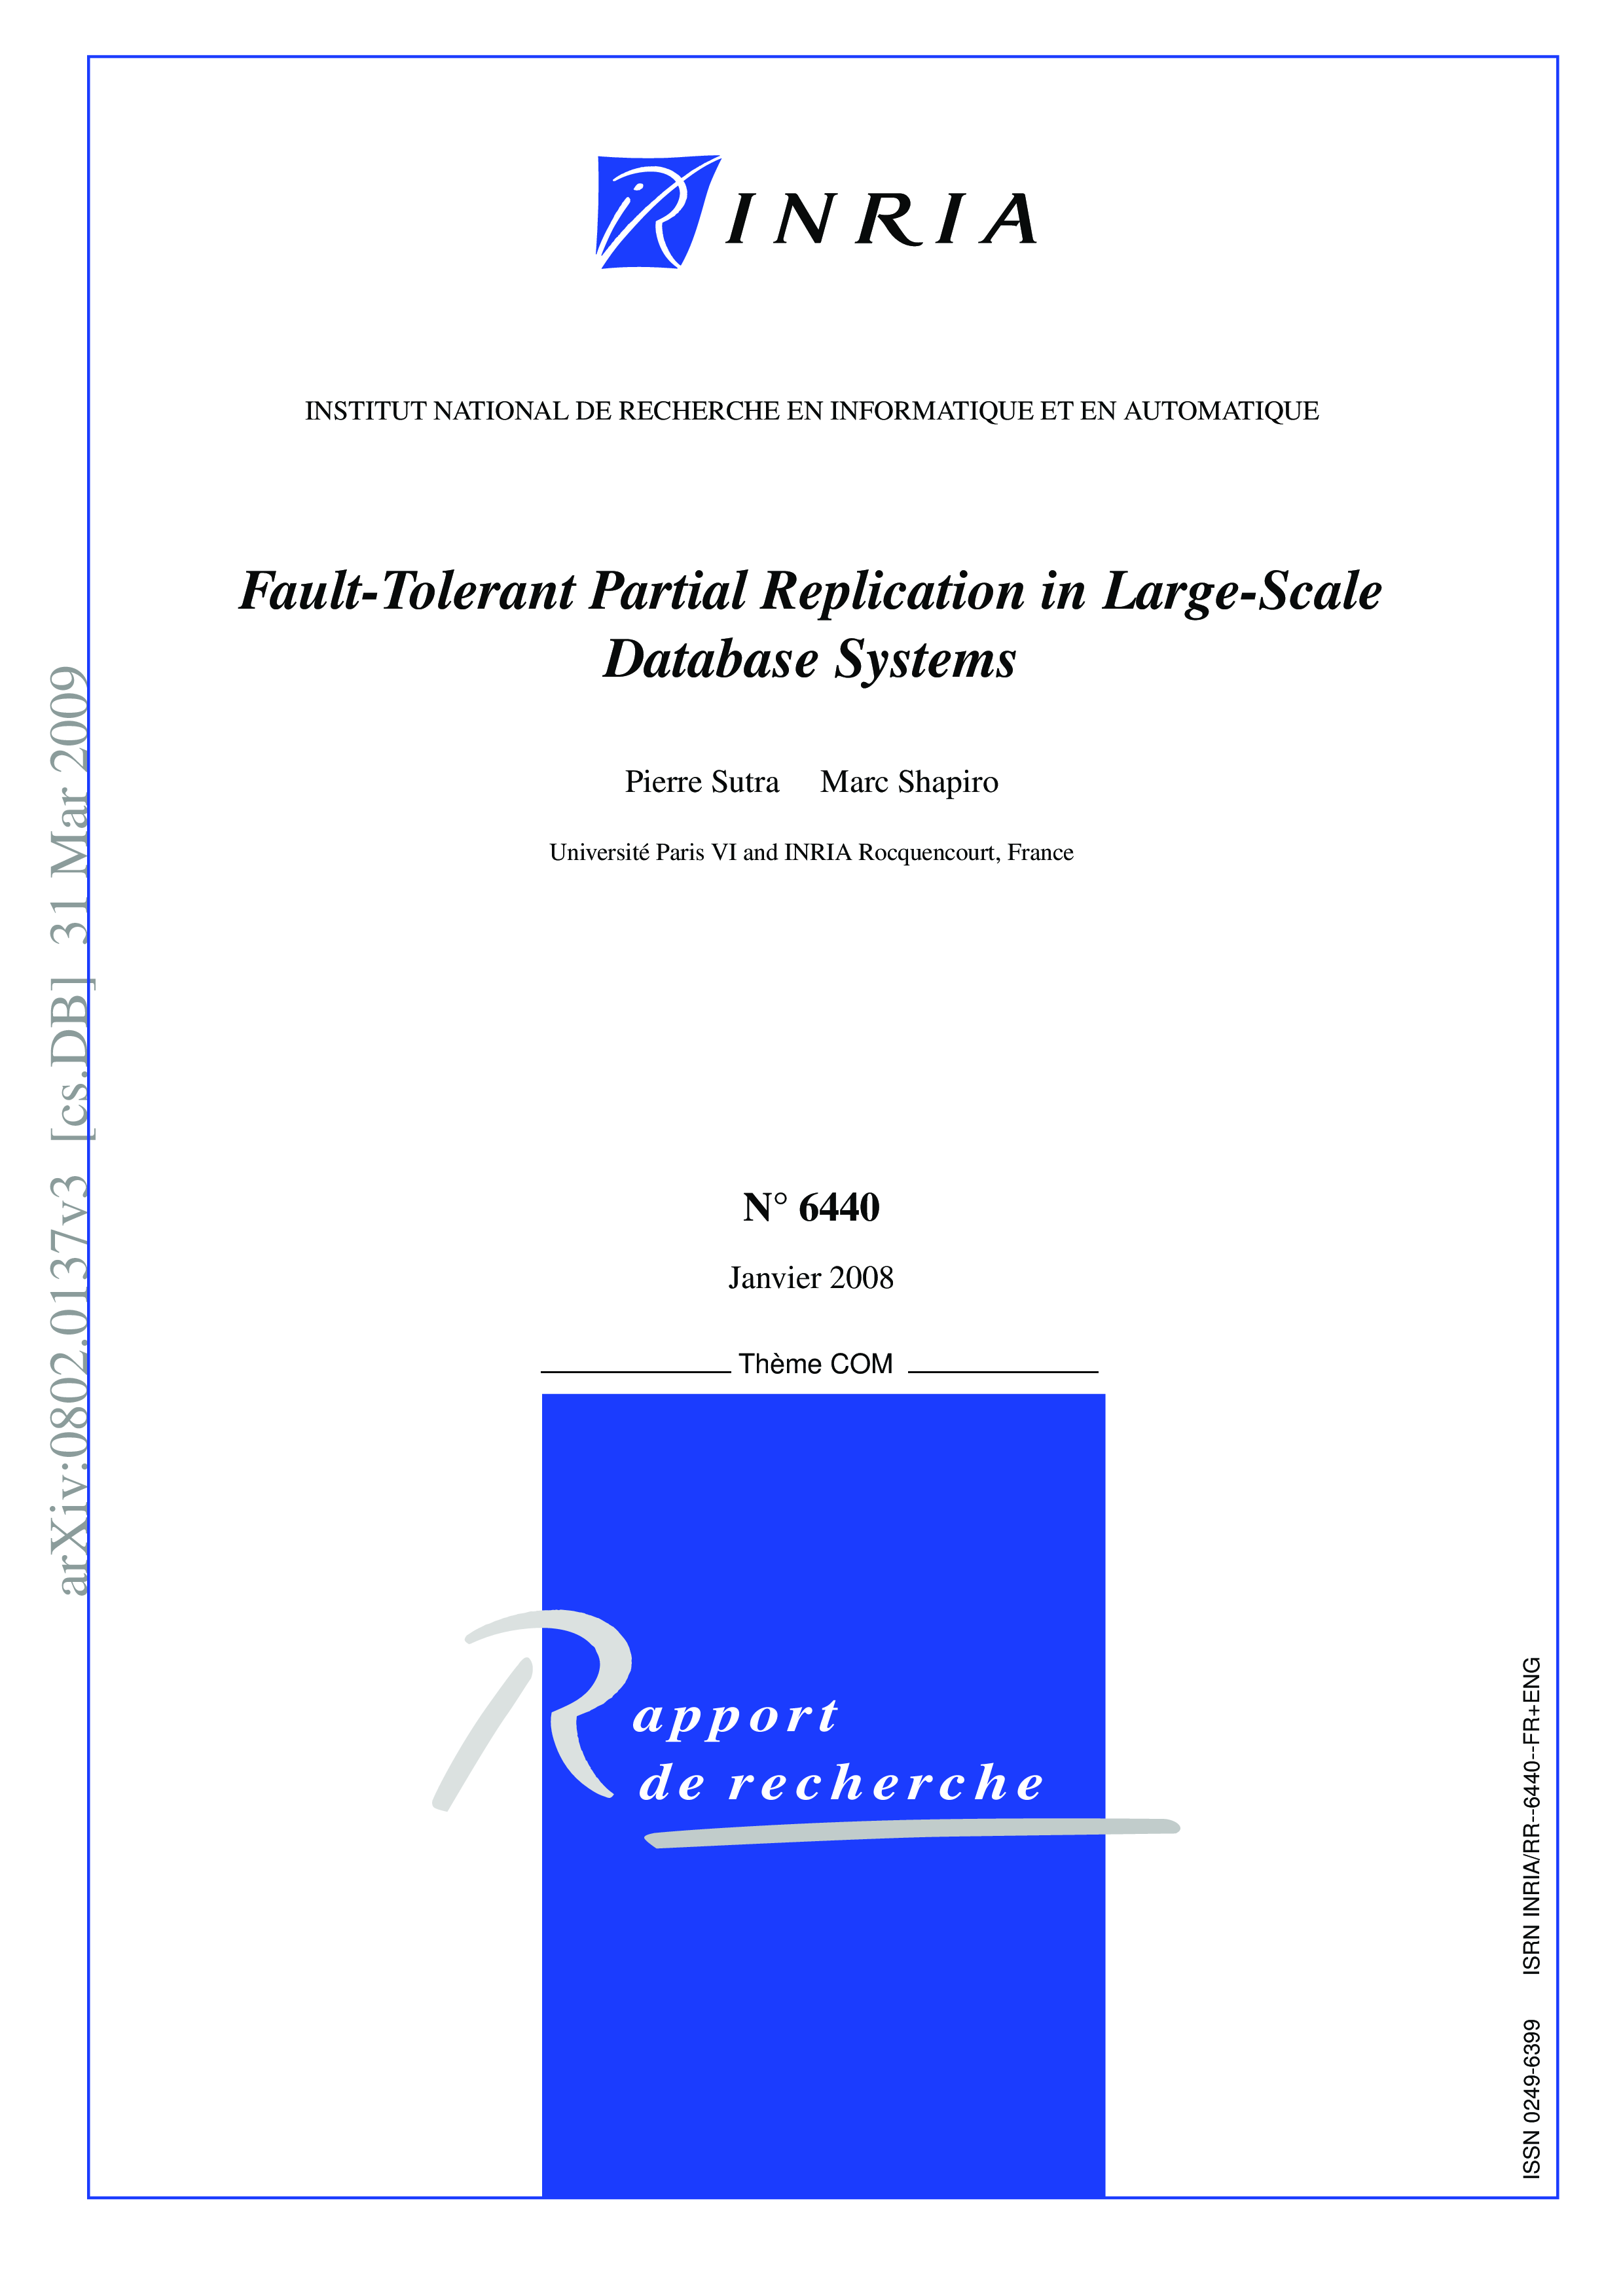 INRIA
INSTITUT NATIONAL DE RECHERCHE EN INFORMATIQUE ET EN AUTOMATIQUE
Fault-Tolerant Partial Replication in Large-Scale
Database Systems
Pierre Sutra Marc Shapiro
Université Paris VI and INRIA Rocquencourt, France
N° 6440
Janvier 2008
Thème COM
Rapport
de recherche
arXiv:0802.0137v3 [cs.DB] 31 Mar 2009
ISSN 0249-6399 ISRN INRIA/RR--6440--FR+ENG